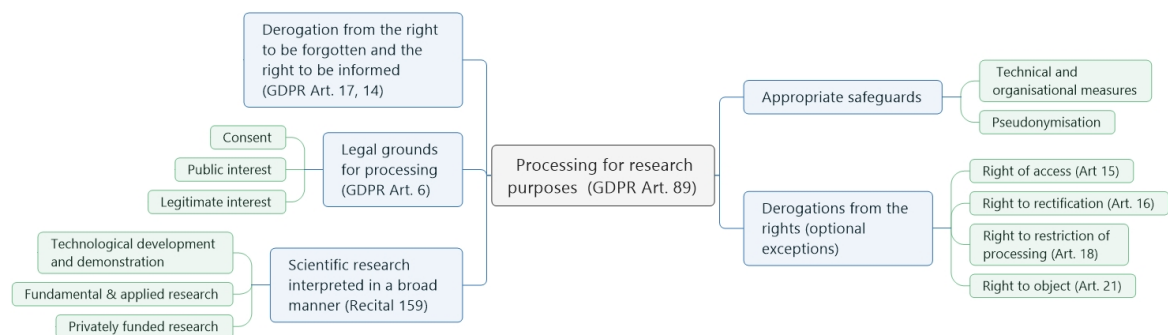 Derogation from the right
to be forgotten and the
right to be informed
(GDPR Art. 17, 14)
Consent
Public interest
Legitimate interest
Legal grounds
for processing
(GDPR Art. 6)
Technological development
and demonstration
Fundamental & applied research
Privately funded research
Scientific research
interpreted in a broad
manner (Recital 159)
Processing for research
purposes (GDPR Art. 89)
Appropriate safeguards
Technical and
organisational measures
Pseudonymisation
Derogations from the
rights (optional
exceptions)
Right of access (Art 15)
Right to rectification (Art. 16)
Right to restriction of
processing (Art. 18)
Right to object (Art. 21)